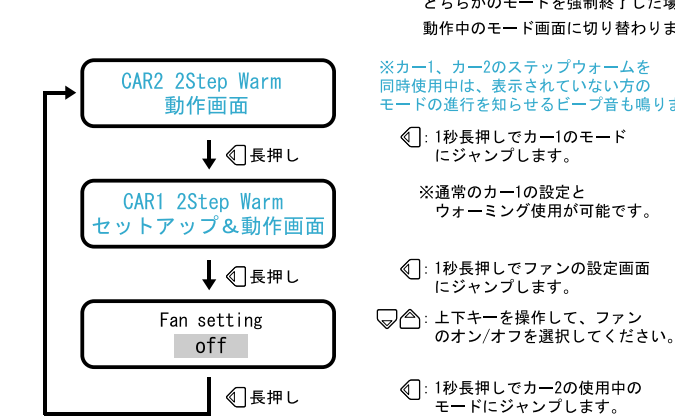 どちらかのモードを強制終了した場
動作中のモード画面に切り替わりま
CAR2 2Step Warm
動作画面
※カー1、カー2のステップウォームを
同時使用中は、表示されていない方の
モードの進行を知らせるビープ音も鳴りま
長押し
：1秒長押しでカー1のモード
にジャンプします。
※通常のカー1の設定と
ウォーミング使用が可能です。
CAR1 2Step Warm
セットアップ&動作画面
長押し
：1秒長押しでファンの設定画面
にジャンプします。
Fan setting
off
：上下キーを操作して、ファン
のオン/オフを選択してください。
長押し
：1秒長押しでカー2の使用中の
モードにジャンプします。